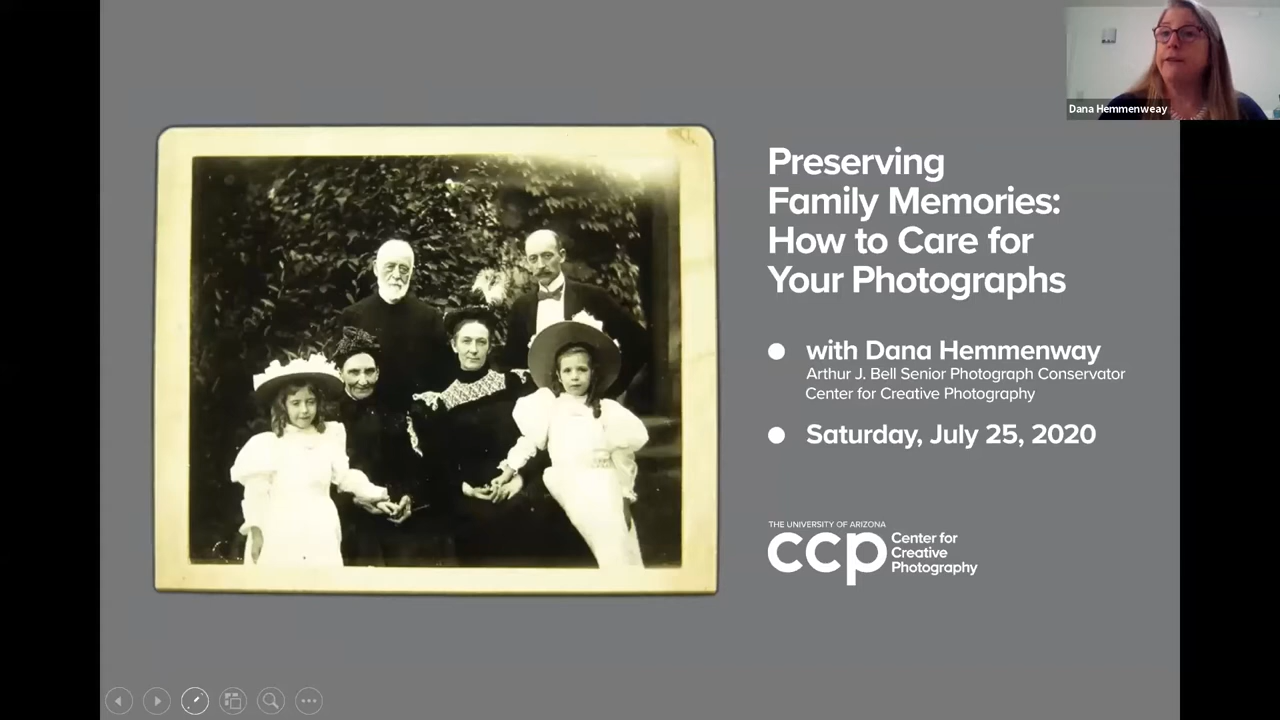 Dana Hemmenweay
Preserving
Family Memories:
How to Care for
Your Photographs
with Dana Hemmenway
Arthur J. Bell Senior Photograph Conservator
Center for Creative Photography
Saturday, July 25, 2020
THE UNIVERSITY OF ARIZONA
ccp
Center for
Creative
Photography